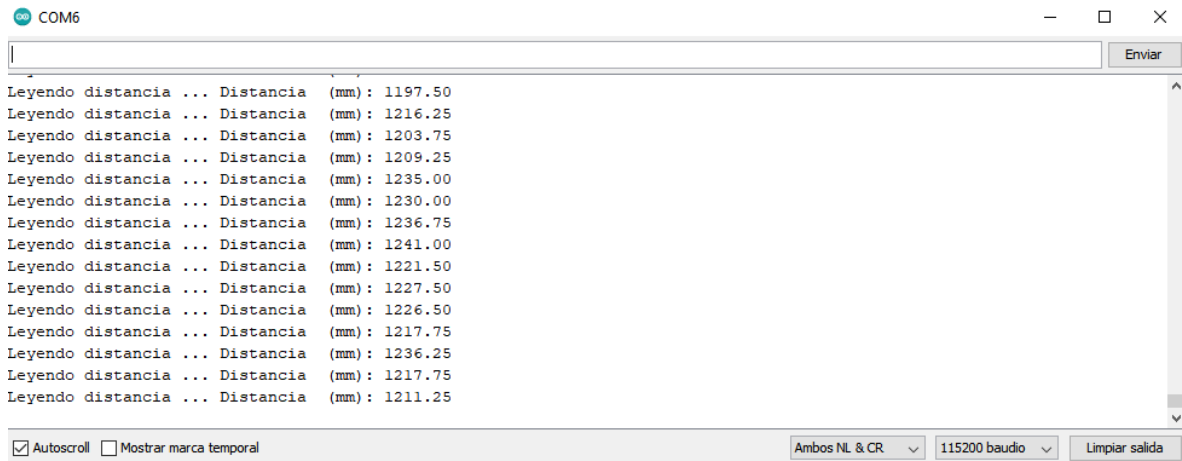 COM6
Enviar
Leyendo distancia ... Distancia  (mm): 1197.50
Leyendo distancia ... Distancia  (mm): 1216.25
Leyendo distancia ... Distancia  (mm): 1203.75
Leyendo distancia ... Distancia  (mm): 1209.25
Leyendo distancia ... Distancia  (mm): 1235.00
Leyendo distancia ... Distancia  (mm): 1230.00
Leyendo distancia ... Distancia  (mm): 1236.75
Leyendo distancia ... Distancia  (mm): 1241.00
Leyendo distancia ... Distancia  (mm): 1221.50
Leyendo distancia ... Distancia  (mm): 1227.50
Leyendo distancia ... Distancia  (mm): 1226.50
Leyendo distancia ... Distancia  (mm): 1217.75
Leyendo distancia ... Distancia  (mm): 1236.25
Leyendo distancia ... Distancia  (mm): 1217.75
Leyendo distancia ... Distancia  (mm): 1211.25
Autoscroll Mostrar marca temporal Ambos NL & CR 115200 baudio Limpiar salida